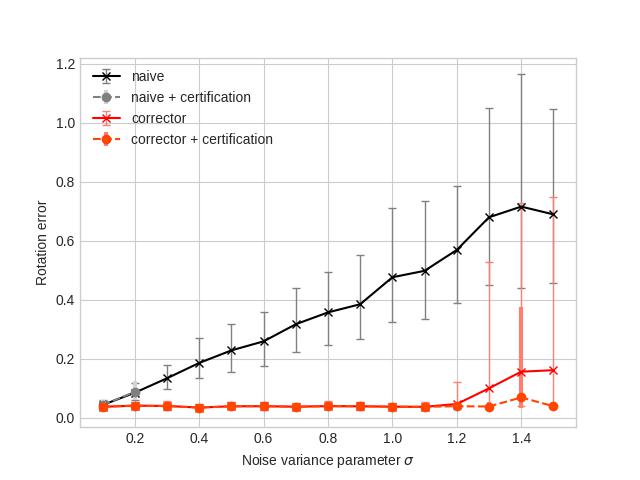 1.2
1.0
0.8
0.6
0.4
0.2
0.0
Rotation error
naive
naive + certification
corrector
corrector + certification
0.2 0.4 0.6 0.8 1.0 1.2 1.4
Noise variance parameter σ